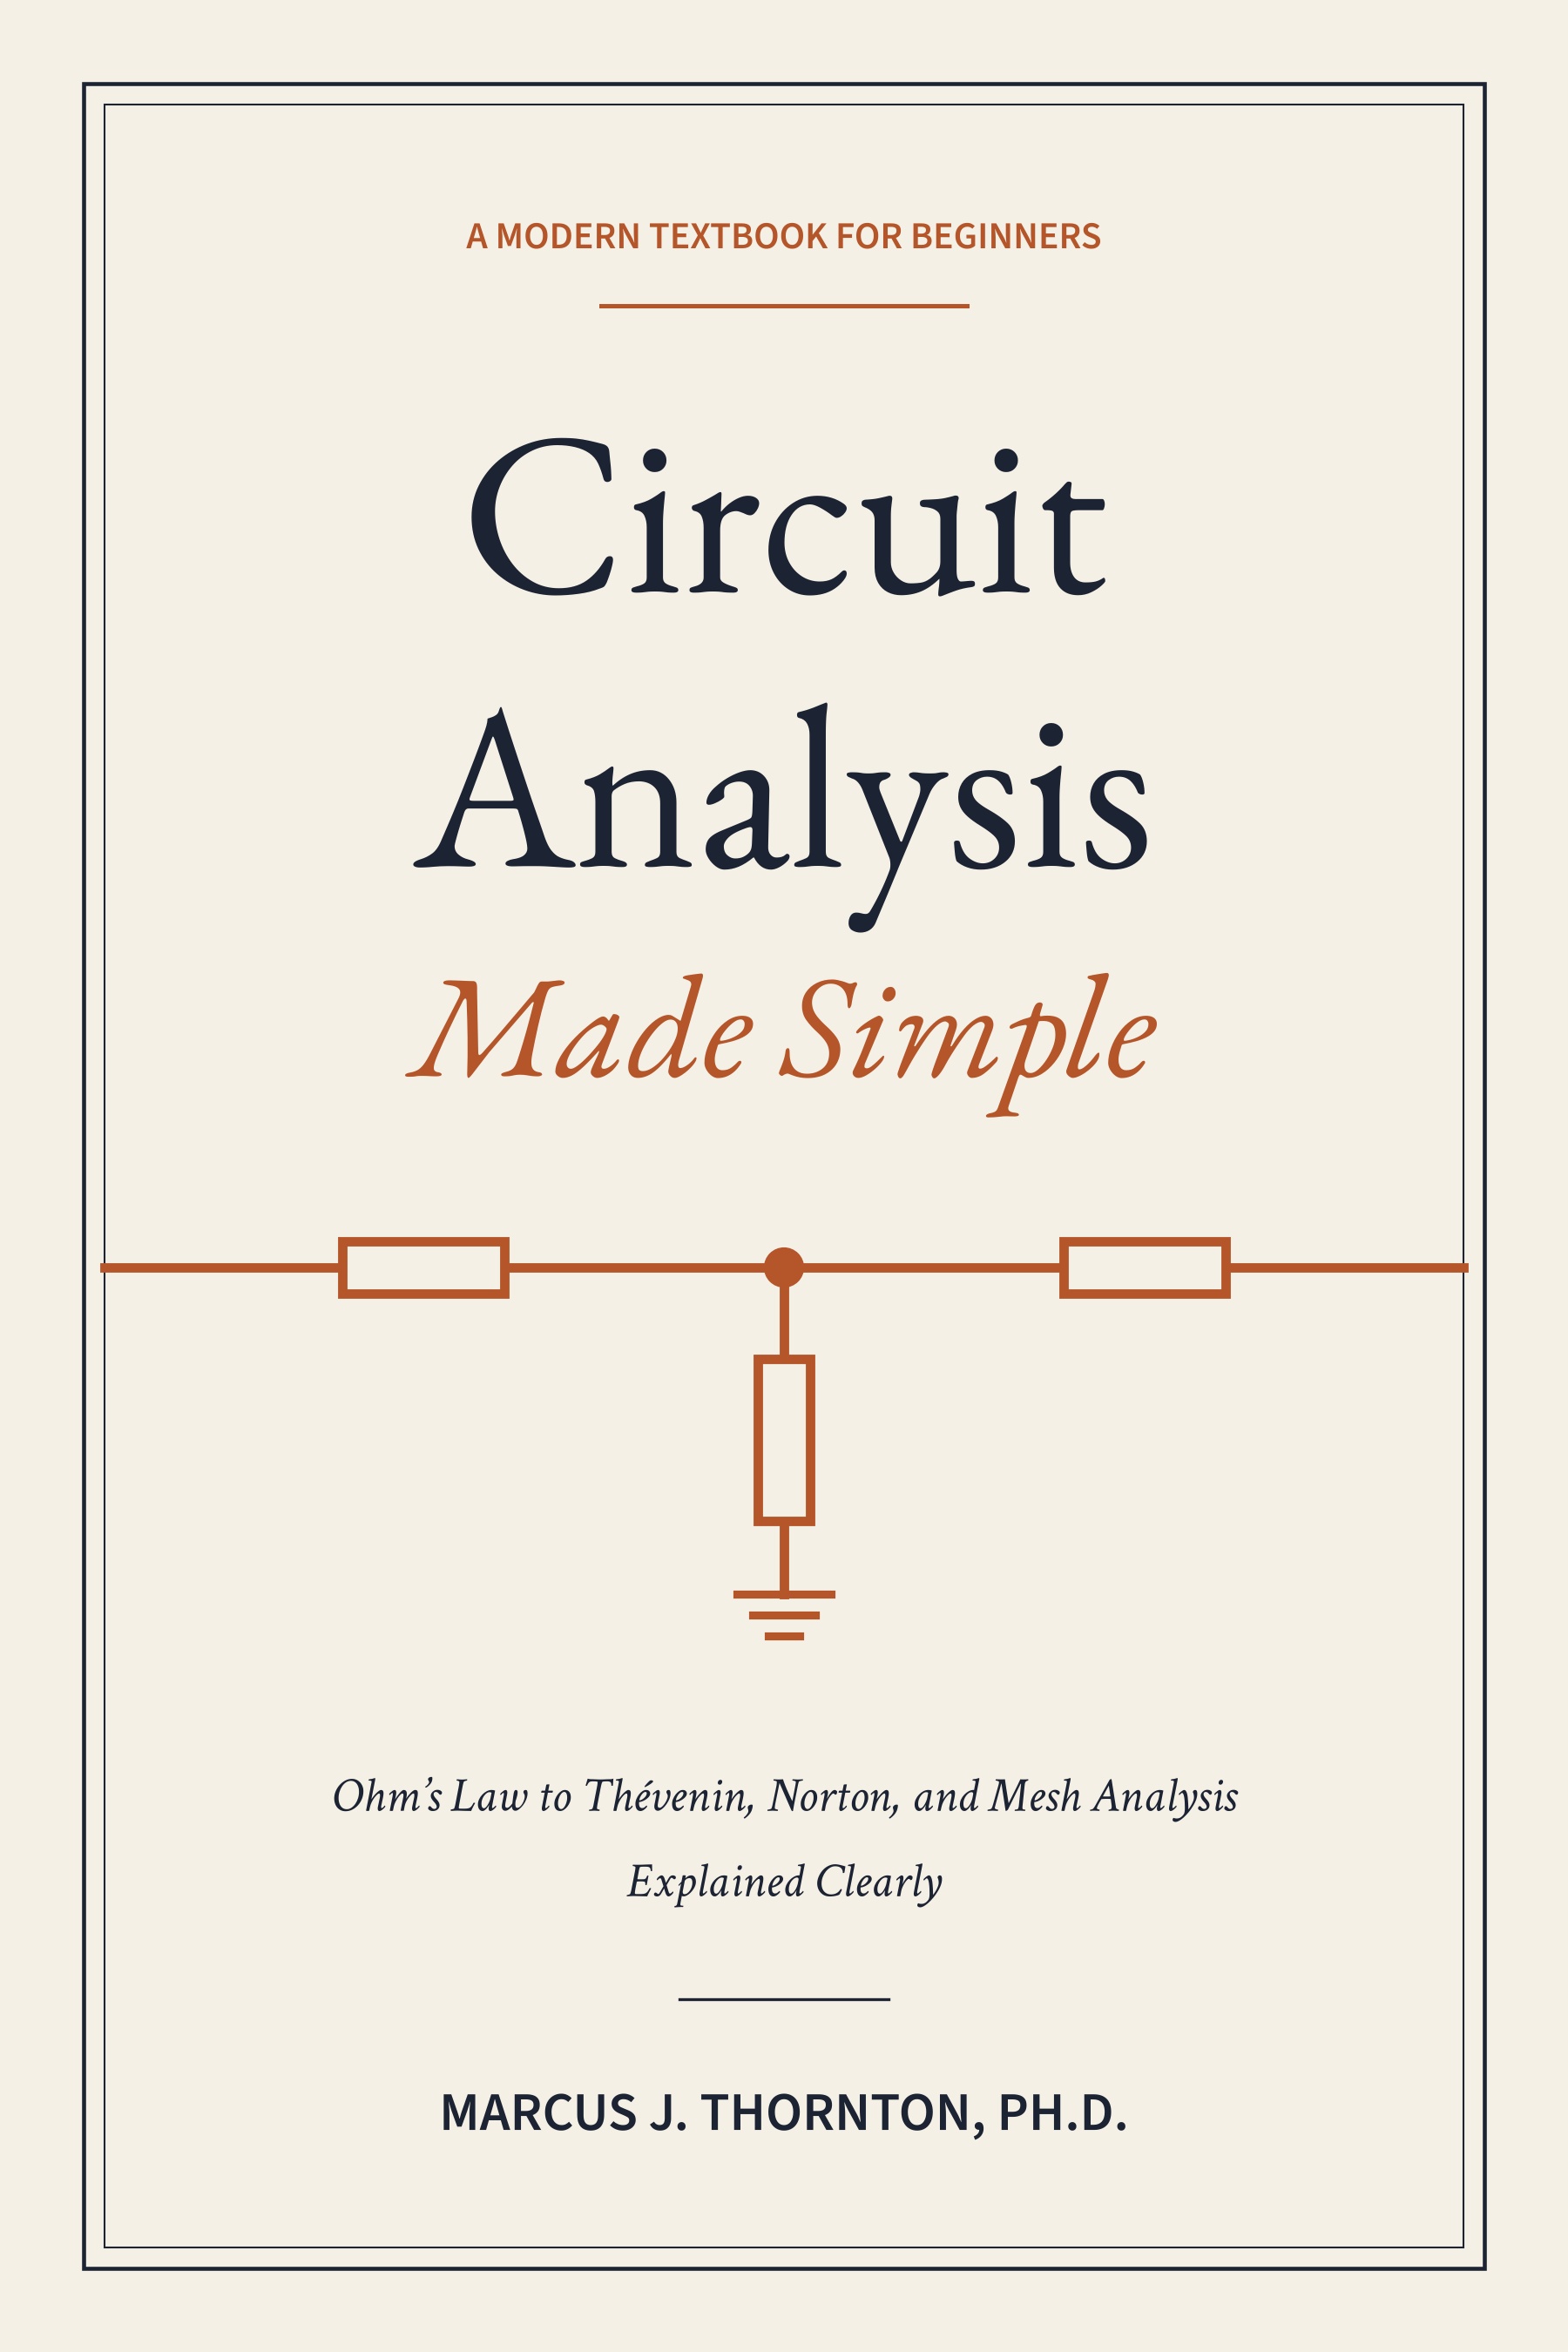 A MODERN TEXTBOOK FOR BEGINNERS
Circuit
Analysis
Made Simple
Ohm’s Law to Thévenin, Norton, and Mesh Analysis
Explained Clearly
MARCUS J. THORNTON, PH.D.